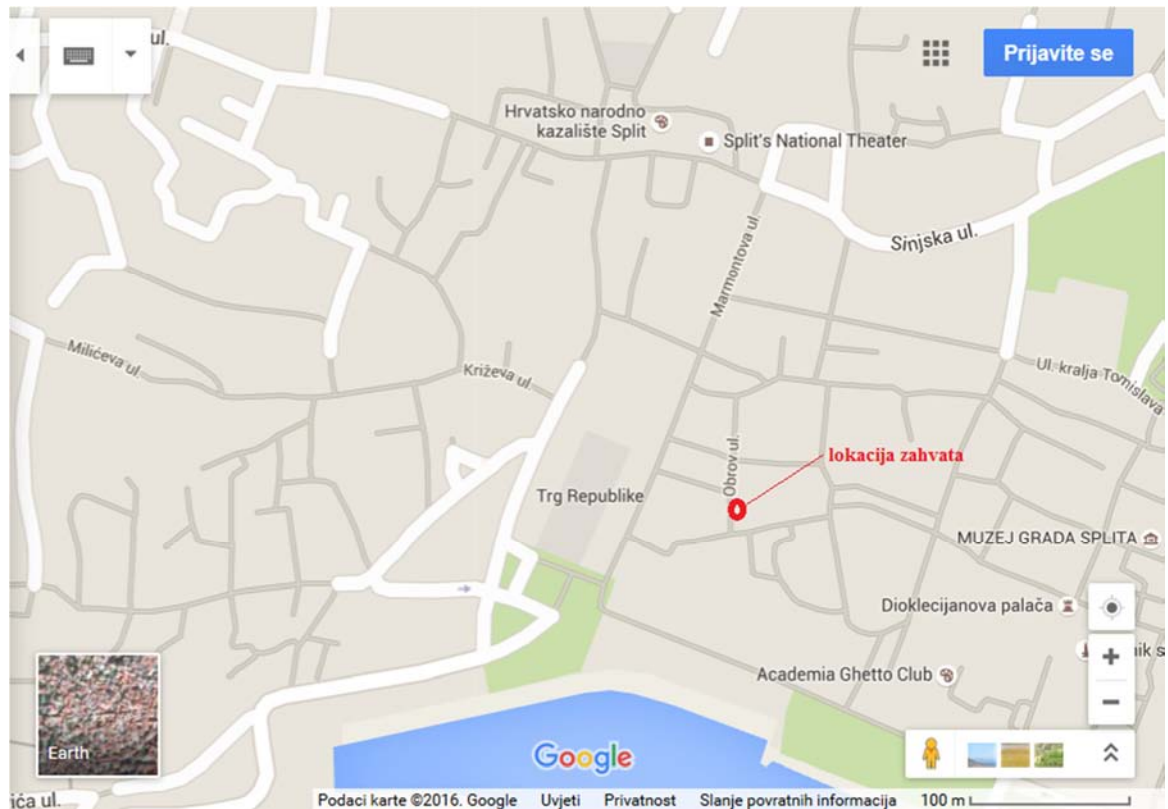 ul.
Prijavite se
Hrvatsko narodno
kazalište Split
Split's National Theater
Sinjska ul.
Marmontova ul.
Milićeva ul.
Križeva ul.
Ul. kralja Tomislava
Obrov ul.
lokacija zahvata
Trg Republike
MUZEJ GRADA SPLITA
Dioklecijanova palača
ik s
Academia Ghetto Club
Earth
Google
ića ul.
Podaci karte ©2016. Google Uvjeti Privatnost Slanje povratnih informacija 100 m